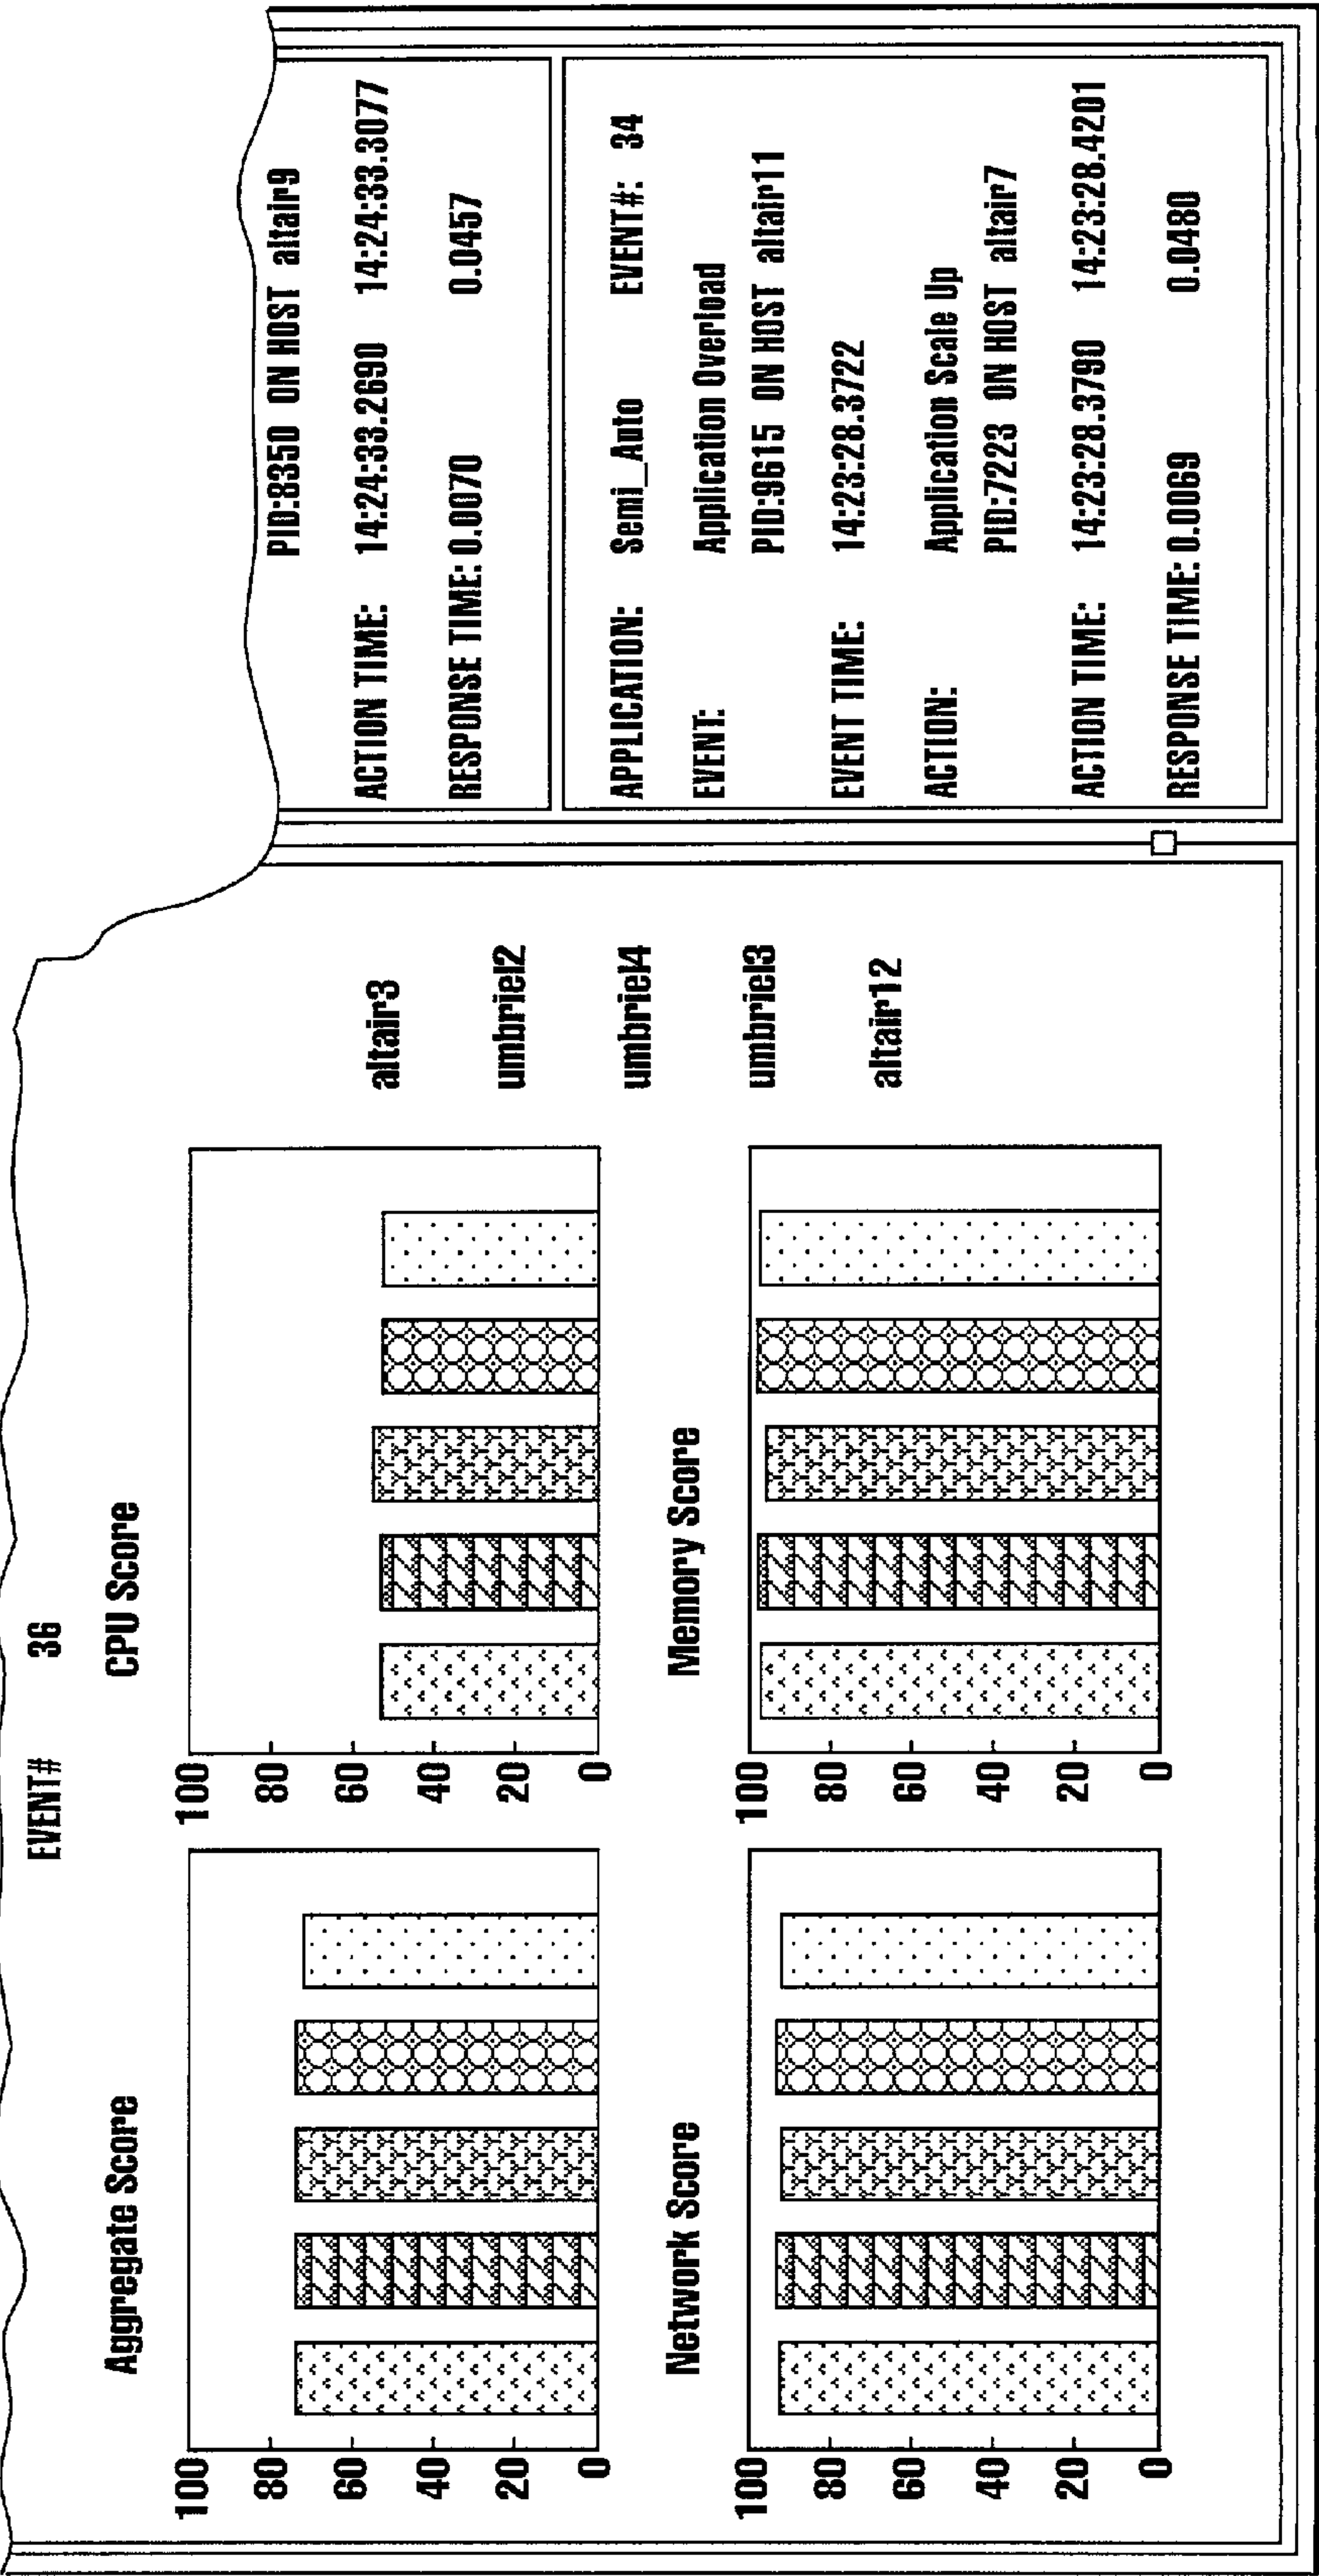 EVENT# 36
Aggregate Score
100
80
60
40
20
0
CPU Score
100
80
60
40
20
0
Network Score
100
80
60
40
20
0
Memory Score
100
80
60
40
20
0
altair3
umbriel2
umbriel4
umbriel3
altair12
PID:8350 ON HOST altair9
ACTION TIME: 14:24:33.2690 14:24:33.3077
RESPONSE TIME: 0.0070 0.0457
APPLICATION: Semi_Auto EVENT#: 34
EVENT: Application Overload
PID:9615 ON HOST altair11
EVENT TIME: 14:23:28.3722
ACTION: Application Scale Up
PID:7223 ON HOST altair7
ACTION TIME: 14:23:28.3790 14:23:28.4201
RESPONSE TIME: 0.0069 0.0480